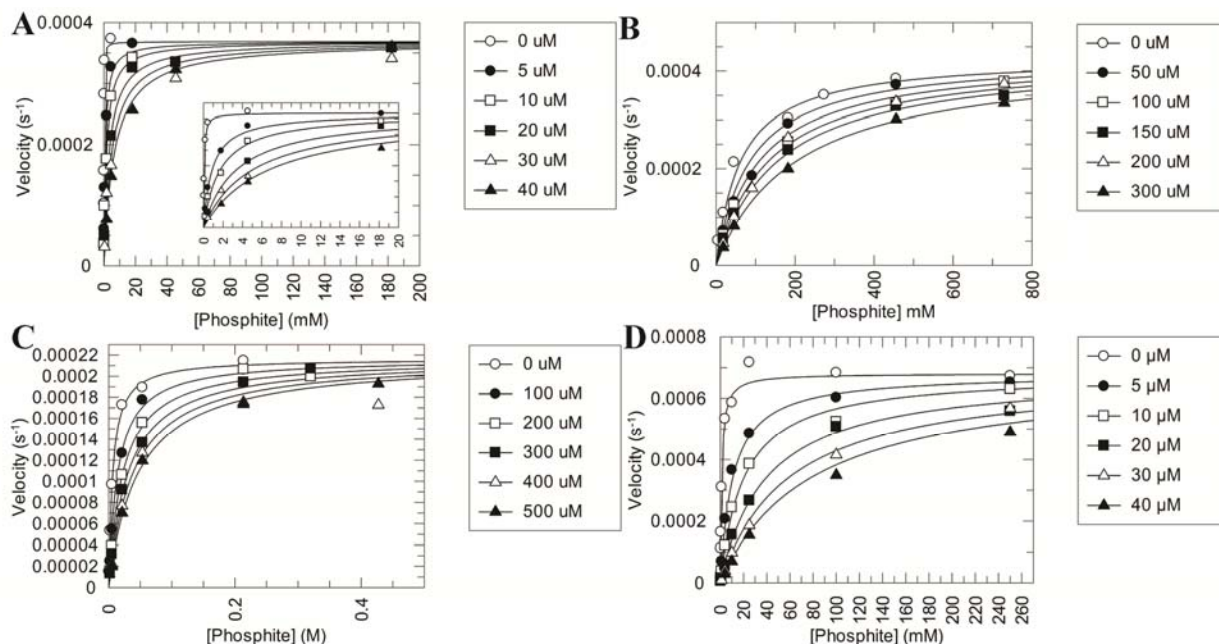 A
0.0004
0.0002
0
Velocity (s⁻¹)
0 2 4 6 8 10 12 14 16 18 20
0 20 40 60 80 100 120 140 160 180 200
[Phosphite] (mM)
0 uM
5 uM
10 uM
20 uM
30 uM
40 uM
B
0.0004
0.0002
0
Velocity (s⁻¹)
0 200 400 600 800
[Phosphite] mM
0 uM
50 uM
100 uM
150 uM
200 uM
300 uM
C
0.00022
0.0002
0.00018
0.00016
0.00014
0.00012
0.0001
0.00008
0.00006
0.00004
0.00002
0
Velocity (s⁻¹)
0 0.2 0.4
[Phosphite] (M)
0 uM
100 uM
200 uM
300 uM
400 uM
500 uM
D
0.0008
0.0006
0.0004
0.0002
0
Velocity (s⁻¹)
0 20 40 60 80 100 120 140 160 2240 2260
[Phosphite] (mM)
0 µM
5 µM
10 µM
20 µM
30 µM
40 µM